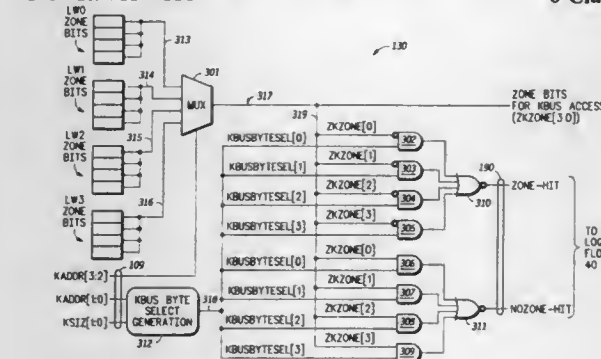 LW0
ZONE
BITS
313
LW1
ZONE
BITS
314
301
MUX
317
130
ZONE BITS
FOR KBUS ACCESS
(ZKZONE[3:0])
319
LW2
ZONE
BITS
315
LW3
ZONE
BITS
316
109
KADDR[3:2]
KADDR[1:0]
KSIZ[1:0]
KBUS BYTE
SELECT
GENERATION
312
318
ZKZONE[0]
KBUSBYTESEL[0]
302
ZKZONE[1]
KBUSBYTESEL[1]
303
ZKZONE[2]
KBUSBYTESEL[2]
304
ZKZONE[3]
KBUSBYTESEL[3]
305
310
190
ZONE-HIT
ZKZONE[0]
KBUSBYTESEL[0]
306
ZKZONE[1]
KBUSBYTESEL[1]
307
ZKZONE[2]
KBUSBYTESEL[2]
308
ZKZONE[3]
KBUSBYTESEL[3]
309
311
NOZONE-HIT
TO
40